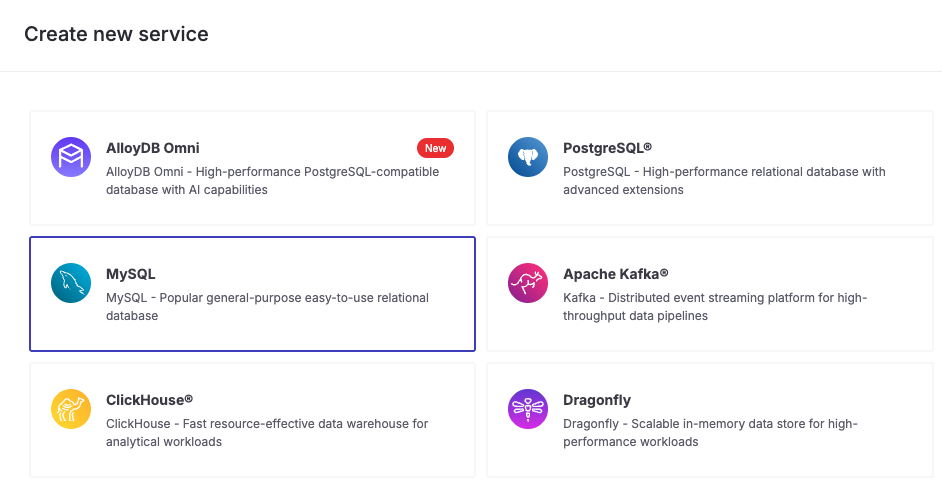 Create new service
AlloyDB Omni
New
AlloyDB Omni - High-performance PostgreSQL-compatible
database with AI capabilities
PostgreSQL®
PostgreSQL - High-performance relational database with
advanced extensions
MySQL
MySQL - Popular general-purpose easy-to-use relational
database
Apache Kafka®
Kafka - Distributed event streaming platform for high-
throughput data pipelines
ClickHouse®
ClickHouse - Fast resource-effective data warehouse for
analytical workloads
Dragonfly
Dragonfly - Scalable in-memory data store for high-
performance workloads